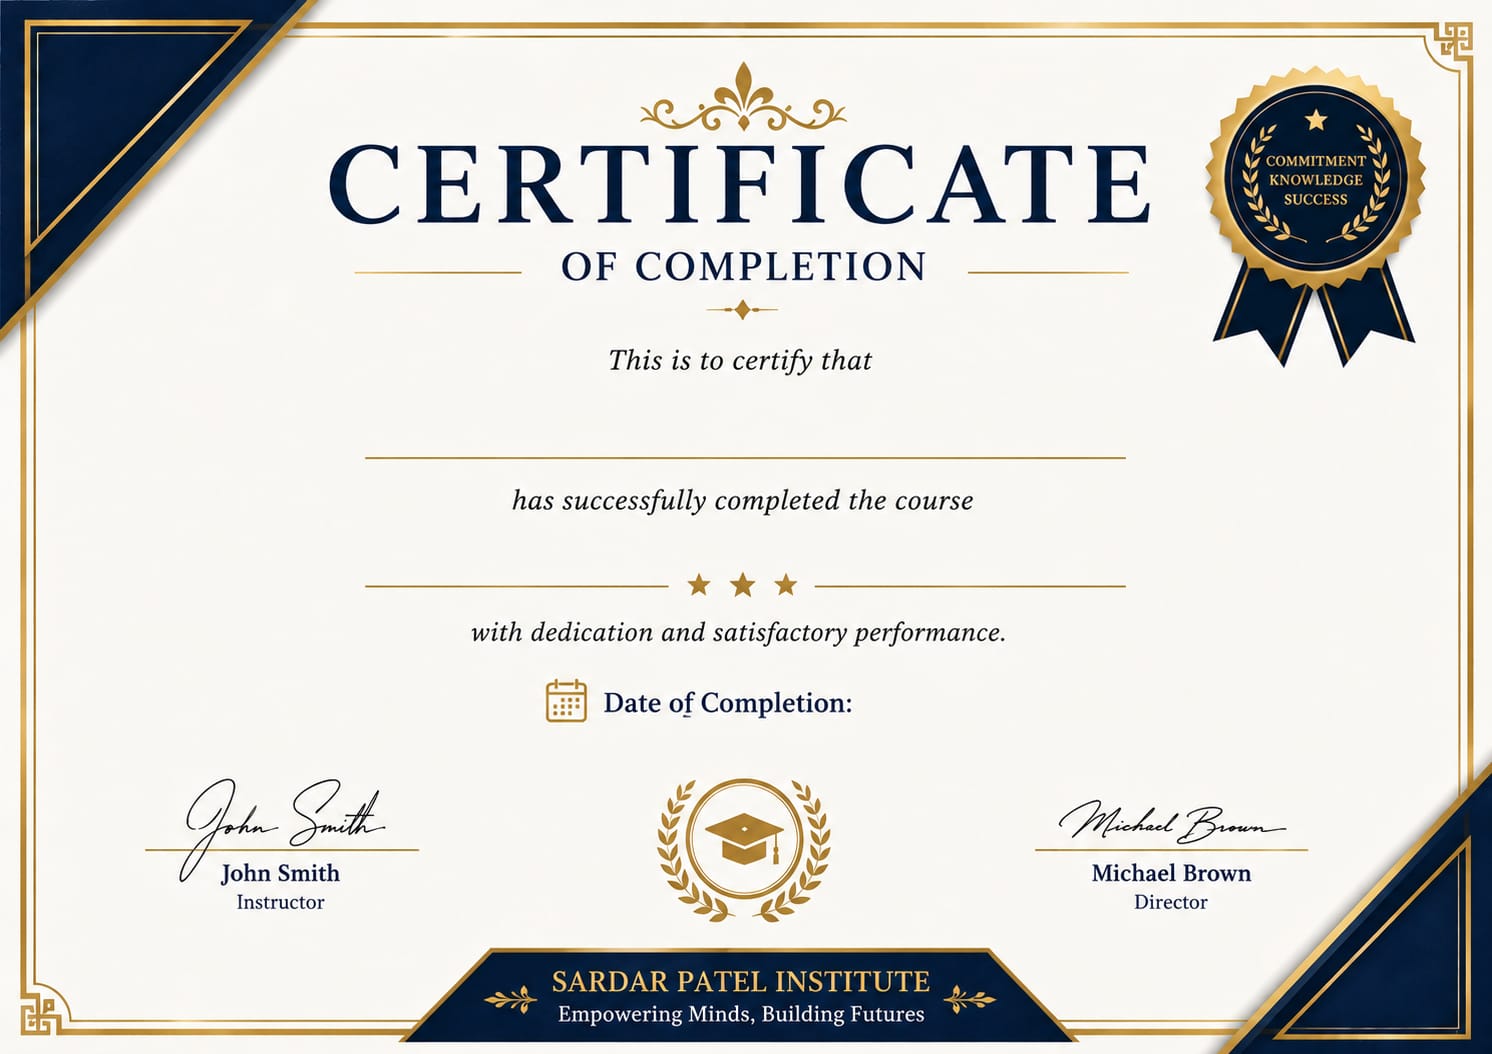 CERTIFICATE
OF COMPLETION
COMMITMENT
KNOWLEDGE
SUCCESS
This is to certify that
has successfully completed the course
with dedication and satisfactory performance.
Date of Completion:
John Smith
John Smith
Instructor
Michael Brown
Michael Brown
Director
SARDAR PATEL INSTITUTE
Empowering Minds, Building Futures